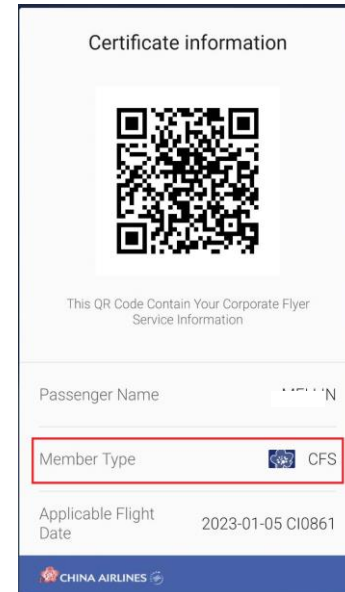 Certificate information
This QR Code Contain Your Corporate Flyer
Service Information
Passenger Name
Member Type CFS
Applicable Flight
Date 2023-01-05 CI0861
CHINA AIRLINES